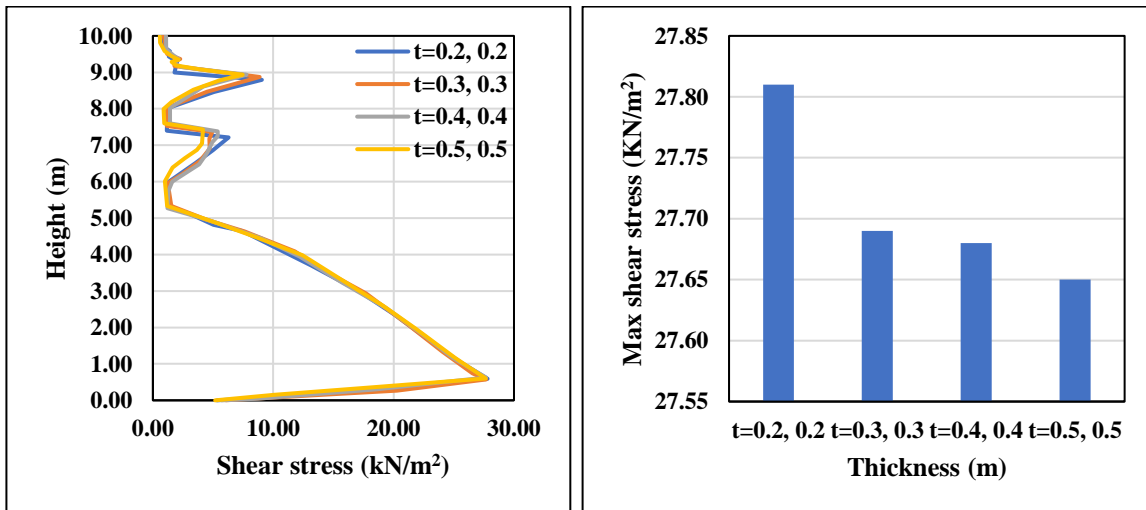 10.00
9.00
8.00
7.00
6.00
5.00
4.00
3.00
2.00
1.00
0.00
Height (m)
t=0.2, 0.2
t=0.3, 0.3
t=0.4, 0.4
t=0.5, 0.5
0.00 10.00 20.00 30.00
Shear stress (kN/m²)
27.85
27.80
27.75
27.70
27.65
27.60
27.55
Max shear stress (KN/m²)
t=0.2, 0.2 t=0.3, 0.3 t=0.4, 0.4 t=0.5, 0.5
Thickness (m)